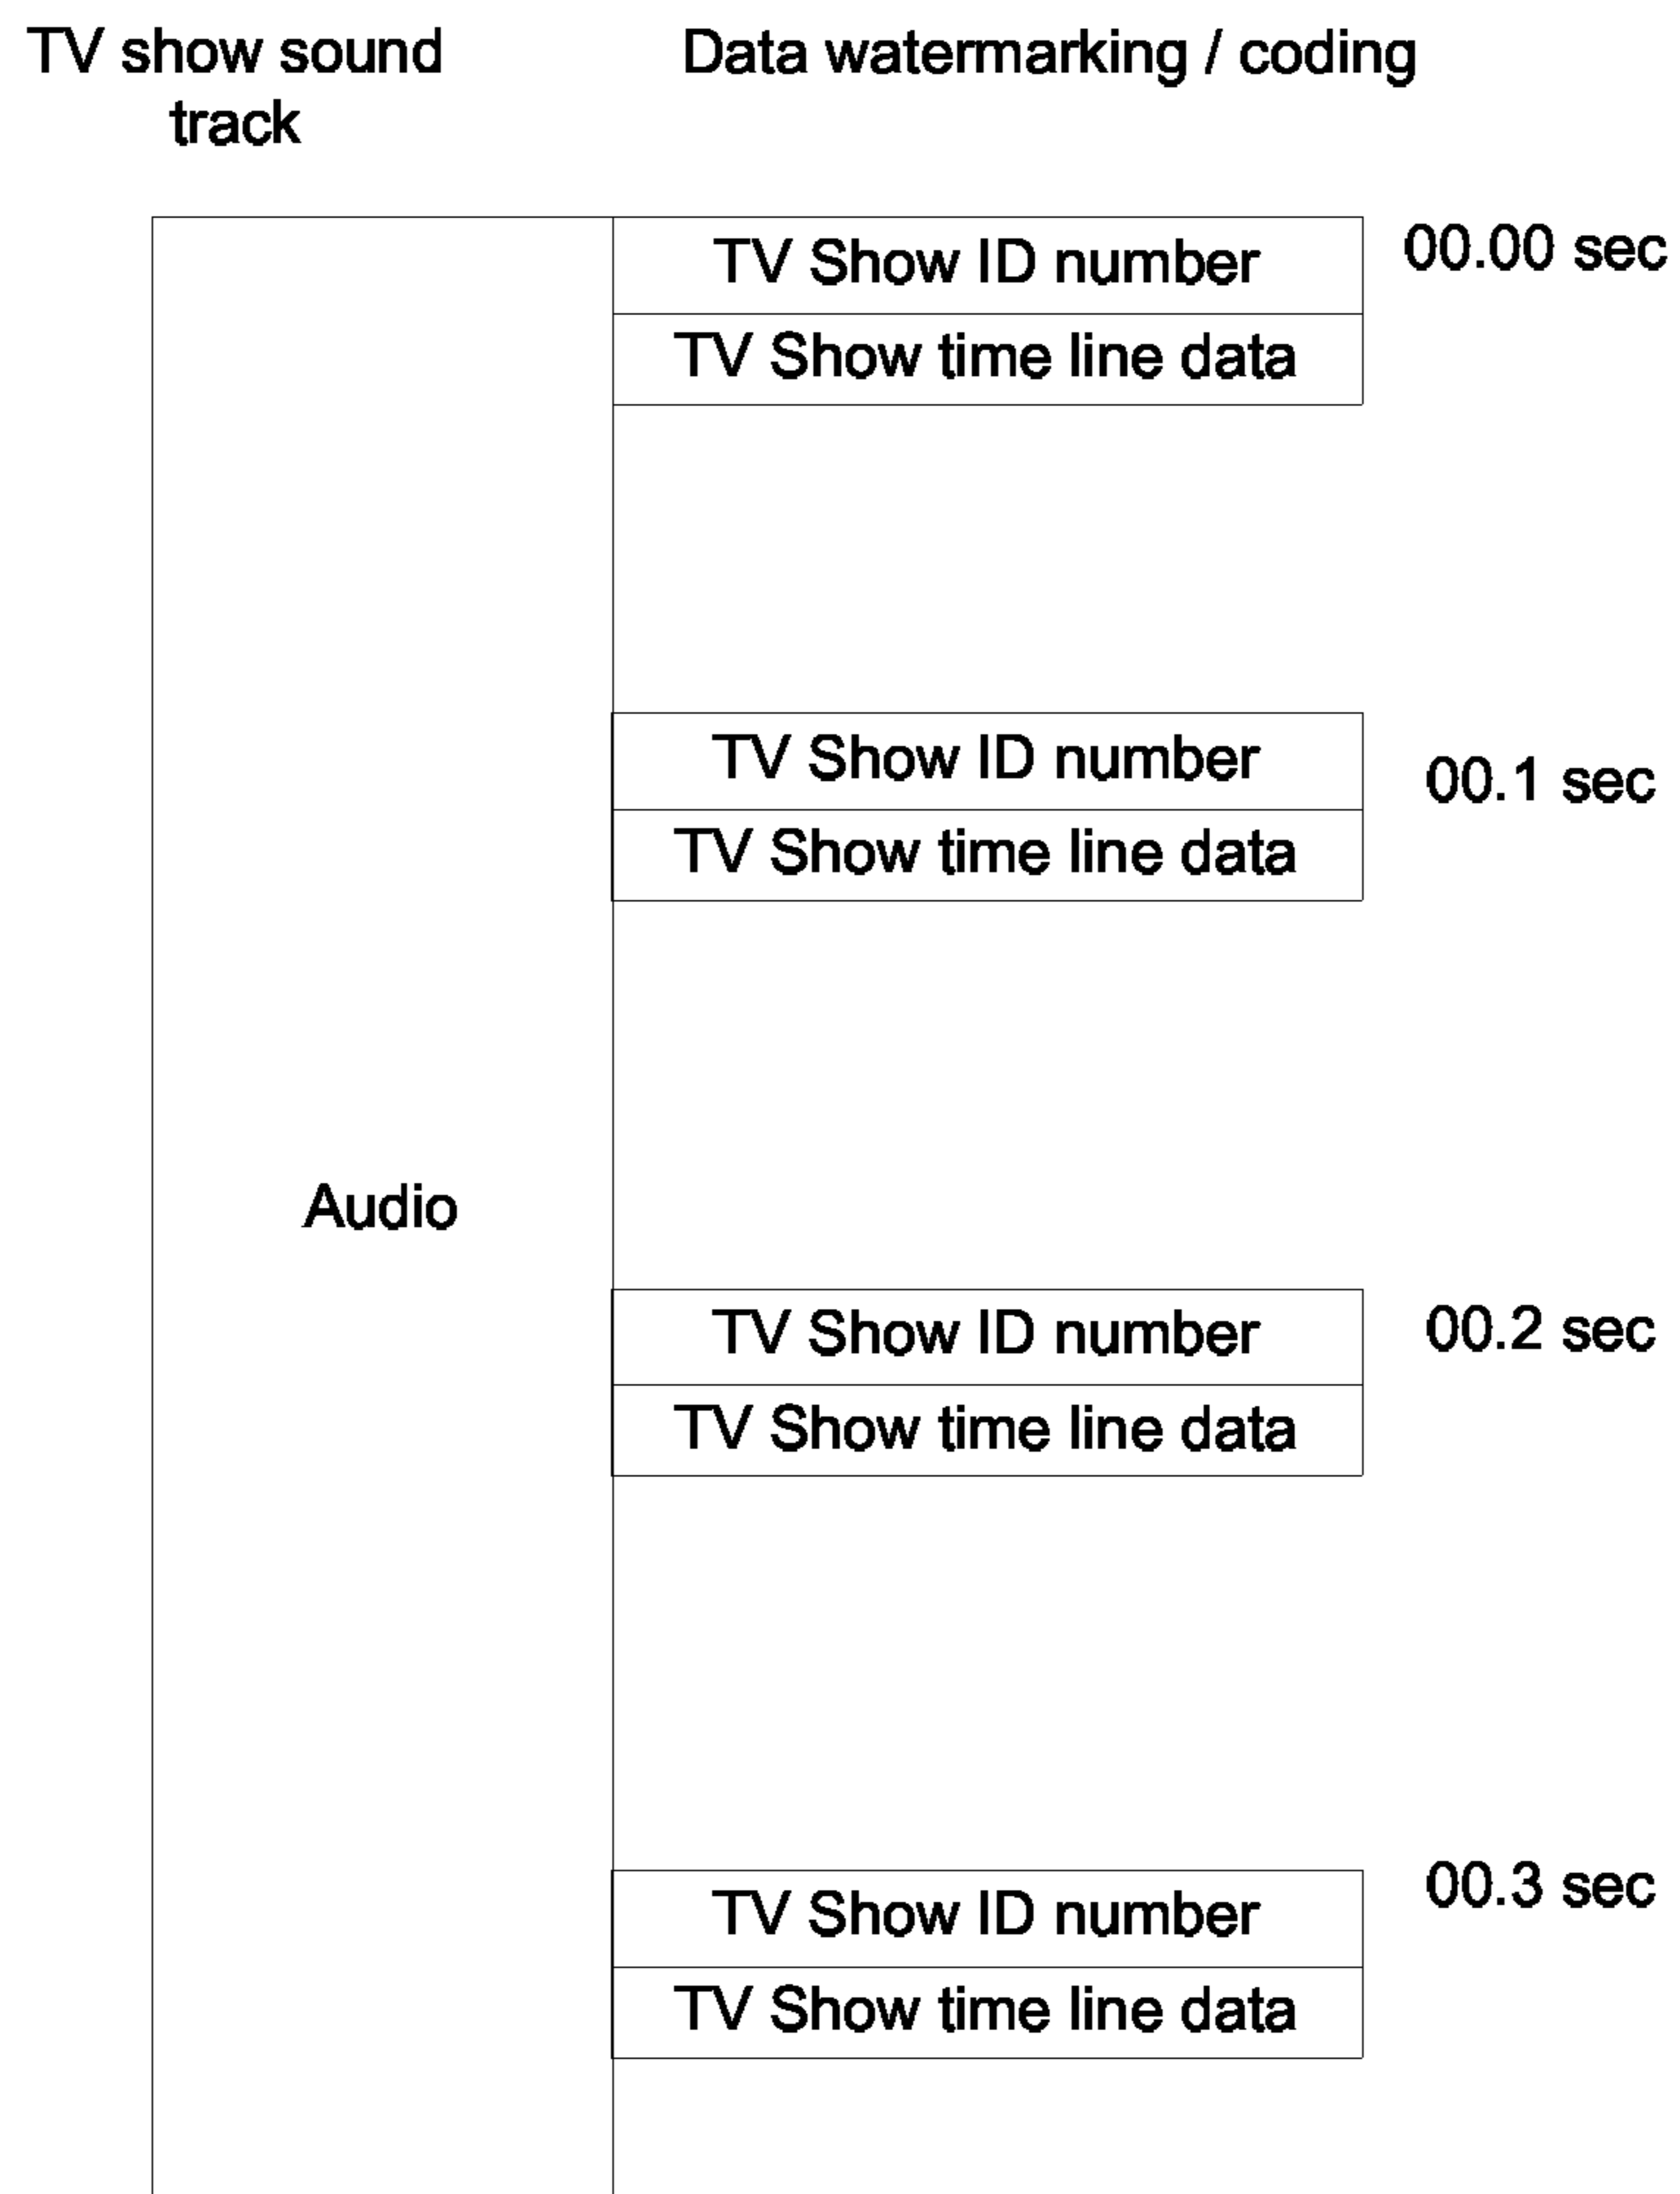 TV show sound
track
Data watermarking / coding
TV Show ID number
00.00 sec
TV Show time line data
TV Show ID number
00.1 sec
TV Show time line data
Audio
TV Show ID number
00.2 sec
TV Show time line data
TV Show ID number
00.3 sec
TV Show time line data